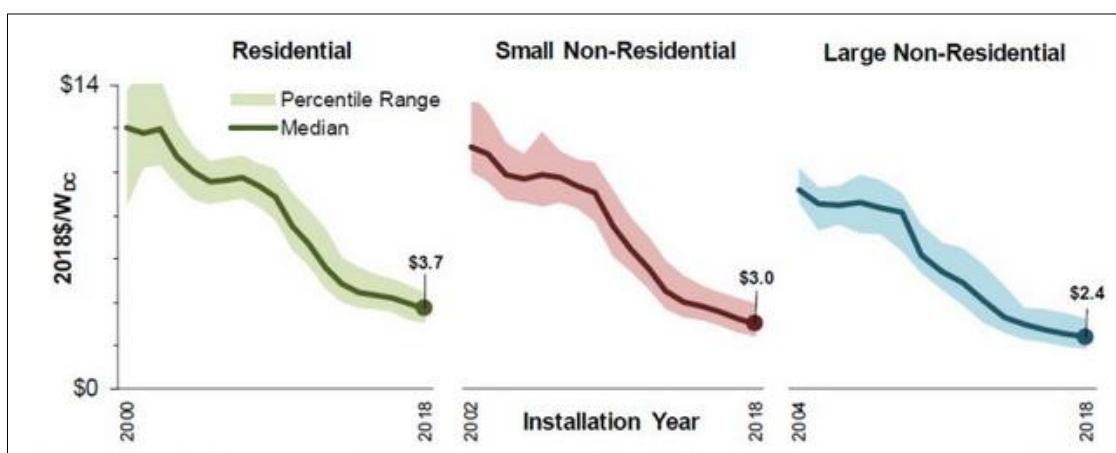 Residential
Small Non-Residential
Large Non-Residential
$14
Percentile Range
Median
2018$/WDC
$3.7
$3.0
$2.4
$0
2000
2018
2002
Installation Year
2018
2004
2018